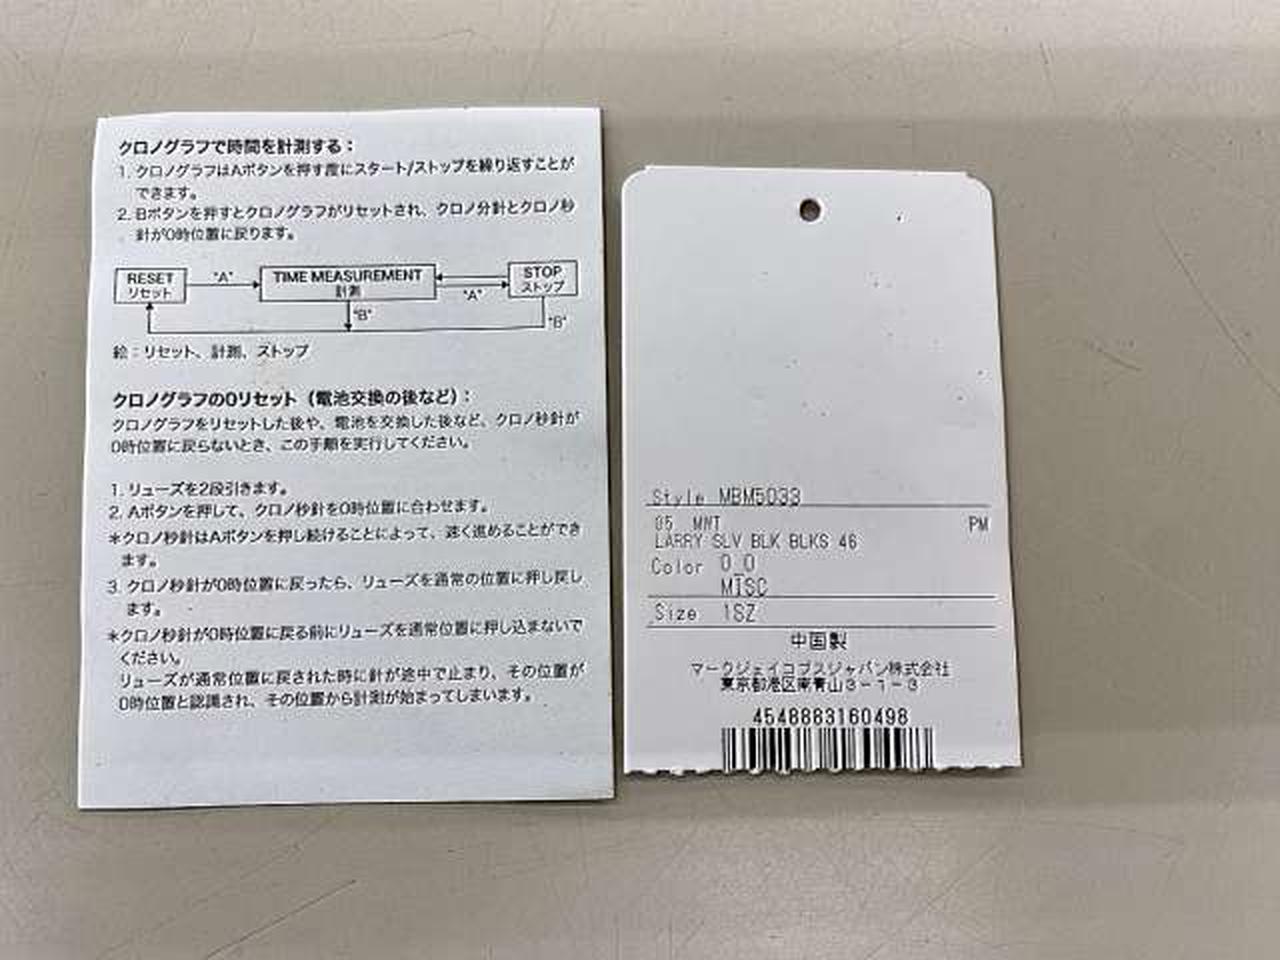 クロノグラフで時間を計測する：
1. クロノグラフはAボタンを押す度にスタート/ストップを繰り返すことが
できます。
2. Bボタンを押すとクロノグラフがリセットされ、クロノ分針とクロノ秒
針が0時位置に戻ります。
RESET
リセット
"A"
TIME MEASUREMENT
計測
"A"
STOP
ストップ
"B"
"B"
絵：リセット、計測、ストップ
クロノグラフの0リセット（電池交換の後など）：
クロノグラフをリセットした後や、電池を交換した後など、クロノ秒針が
0時位置に戻らないとき、この手順を実行してください。
1. リューズを2段引きます。
2. Aボタンを押して、クロノ秒針を0時位置に合わせます。
＊クロノ秒針はAボタンを押し続けることによって、速く進めることができ
ます。
3. クロノ秒針が0時位置に戻ったら、リューズを通常の位置に押し戻し
ます。
＊クロノ秒針が0時位置に戻る前にリューズを通常位置に押し込まないで
ください。
リューズが通常位置に戻された時に針が途中で止まり、その位置が
0時位置と認識され、その位置から計測が始まってしまいます。
Style MBM5033
05 MWT PM
LARRY SLV BLK BLKS 46
Color 0_0
MISC
Size 1SZ
中国製
マークジェイコブスジャパン株式会社
東京都港区南青山3-1-3
4548883160498